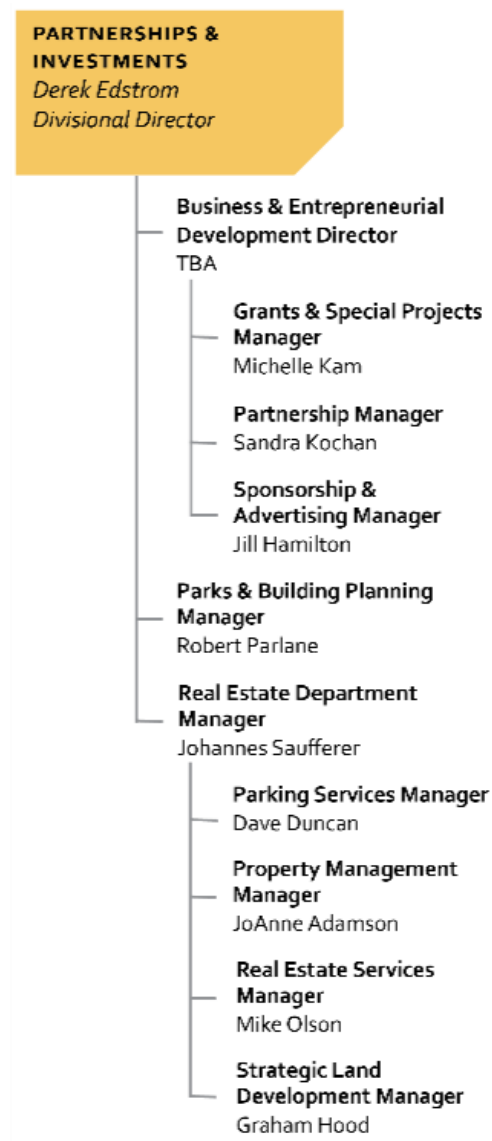 PARTNERSHIPS &
INVESTMENTS
Derek Edstrom
Divisional Director
Business & Entrepreneurial
Development Director
TBA
Grants & Special Projects
Manager
Michelle Kam
Partnership Manager
Sandra Kochan
Sponsorship &
Advertising Manager
Jill Hamilton
Parks & Building Planning
Manager
Robert Parlane
Real Estate Department
Manager
Johannes Saufferer
Parking Services Manager
Dave Duncan
Property Management
Manager
JoAnne Adamson
Real Estate Services
Manager
Mike Olson
Strategic Land
Development Manager
Graham Hood